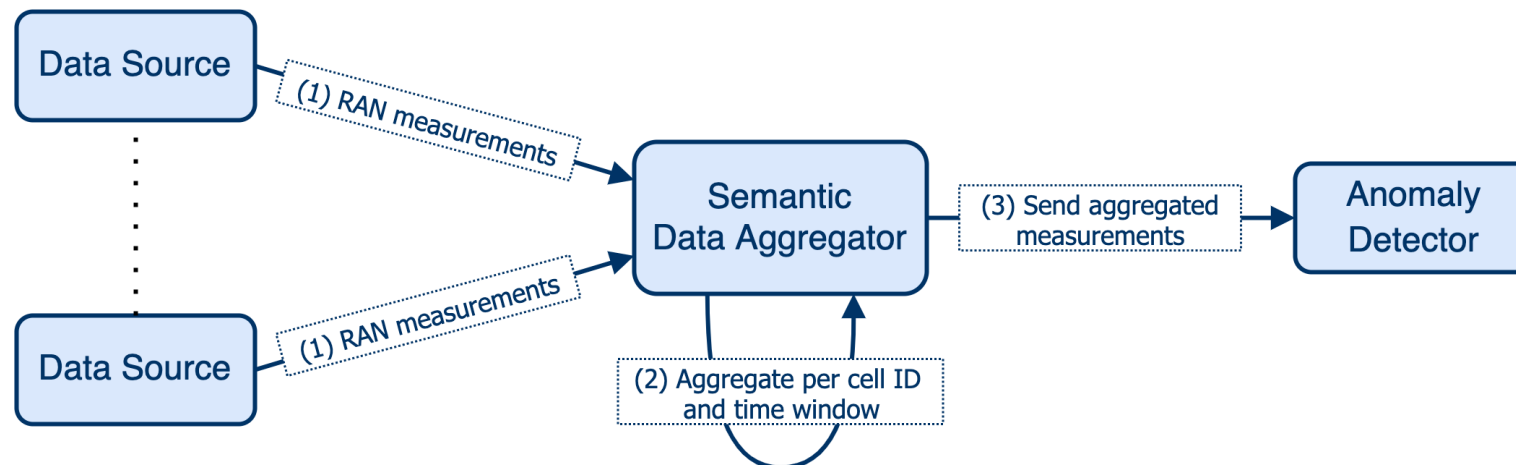 Data Source
(1) RAN measurements
Semantic
Data Aggregator
(3) Send aggregated
measurements
Anomaly
Detector
(1) RAN measurements
Data Source
(2) Aggregate per cell ID
and time window